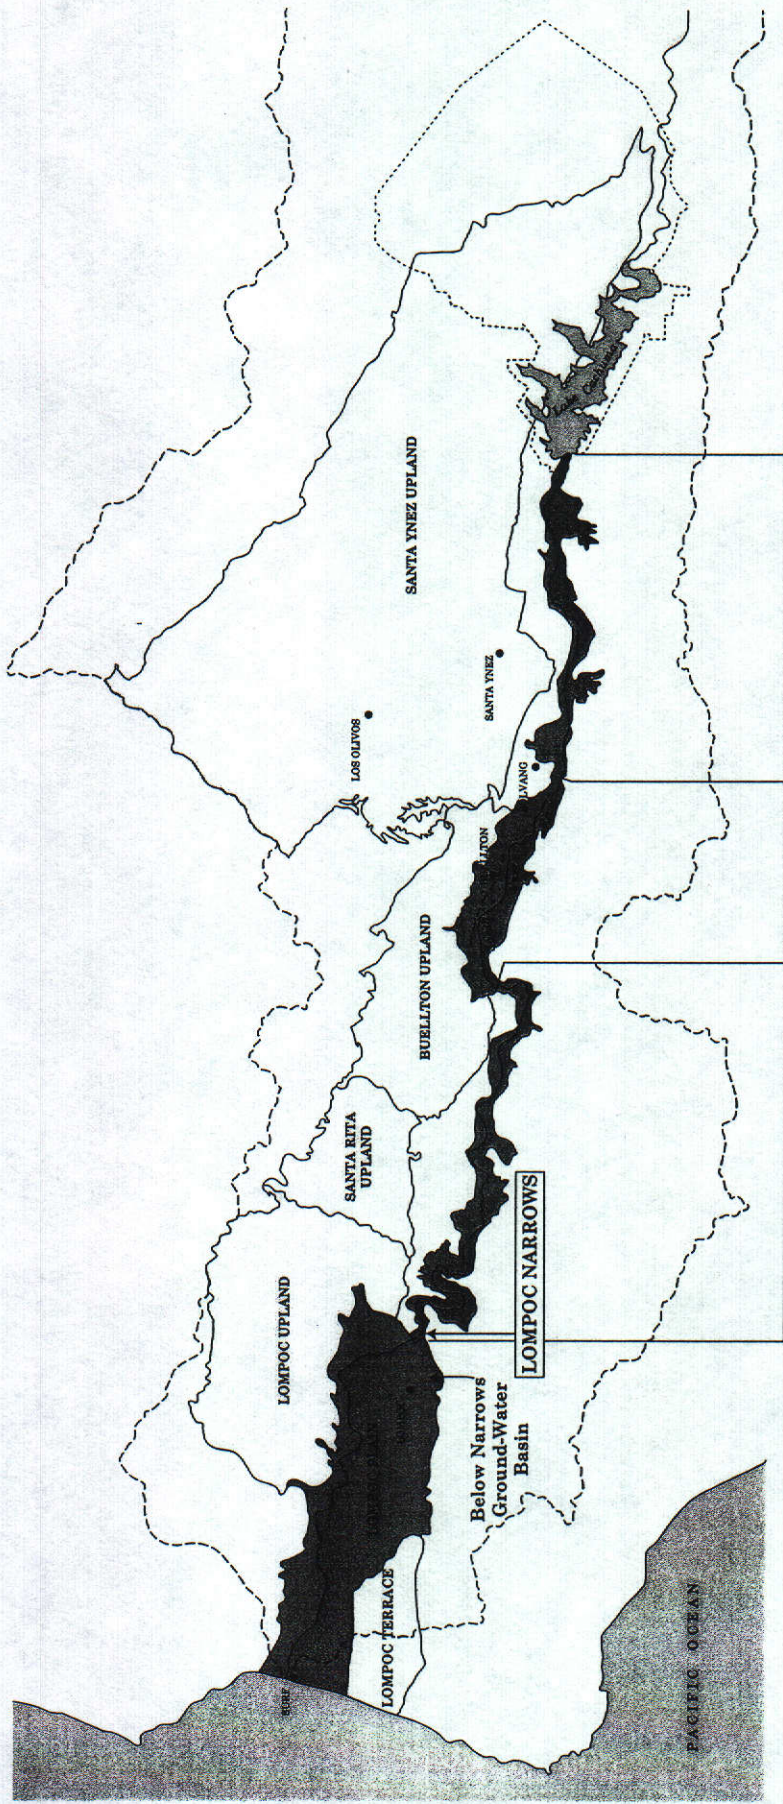 SANTA YNEZ UPLAND
LOS OLIVOS
SANTA YNEZ
BUELLTON UPLAND
SANTA RITA
UPLAND
LOMPOC UPLAND
LOMPOC NARROWS
Below Narrows
Ground-Water
Basin
LOMPOC TERRACE
SURF
PACIFIC OCEAN